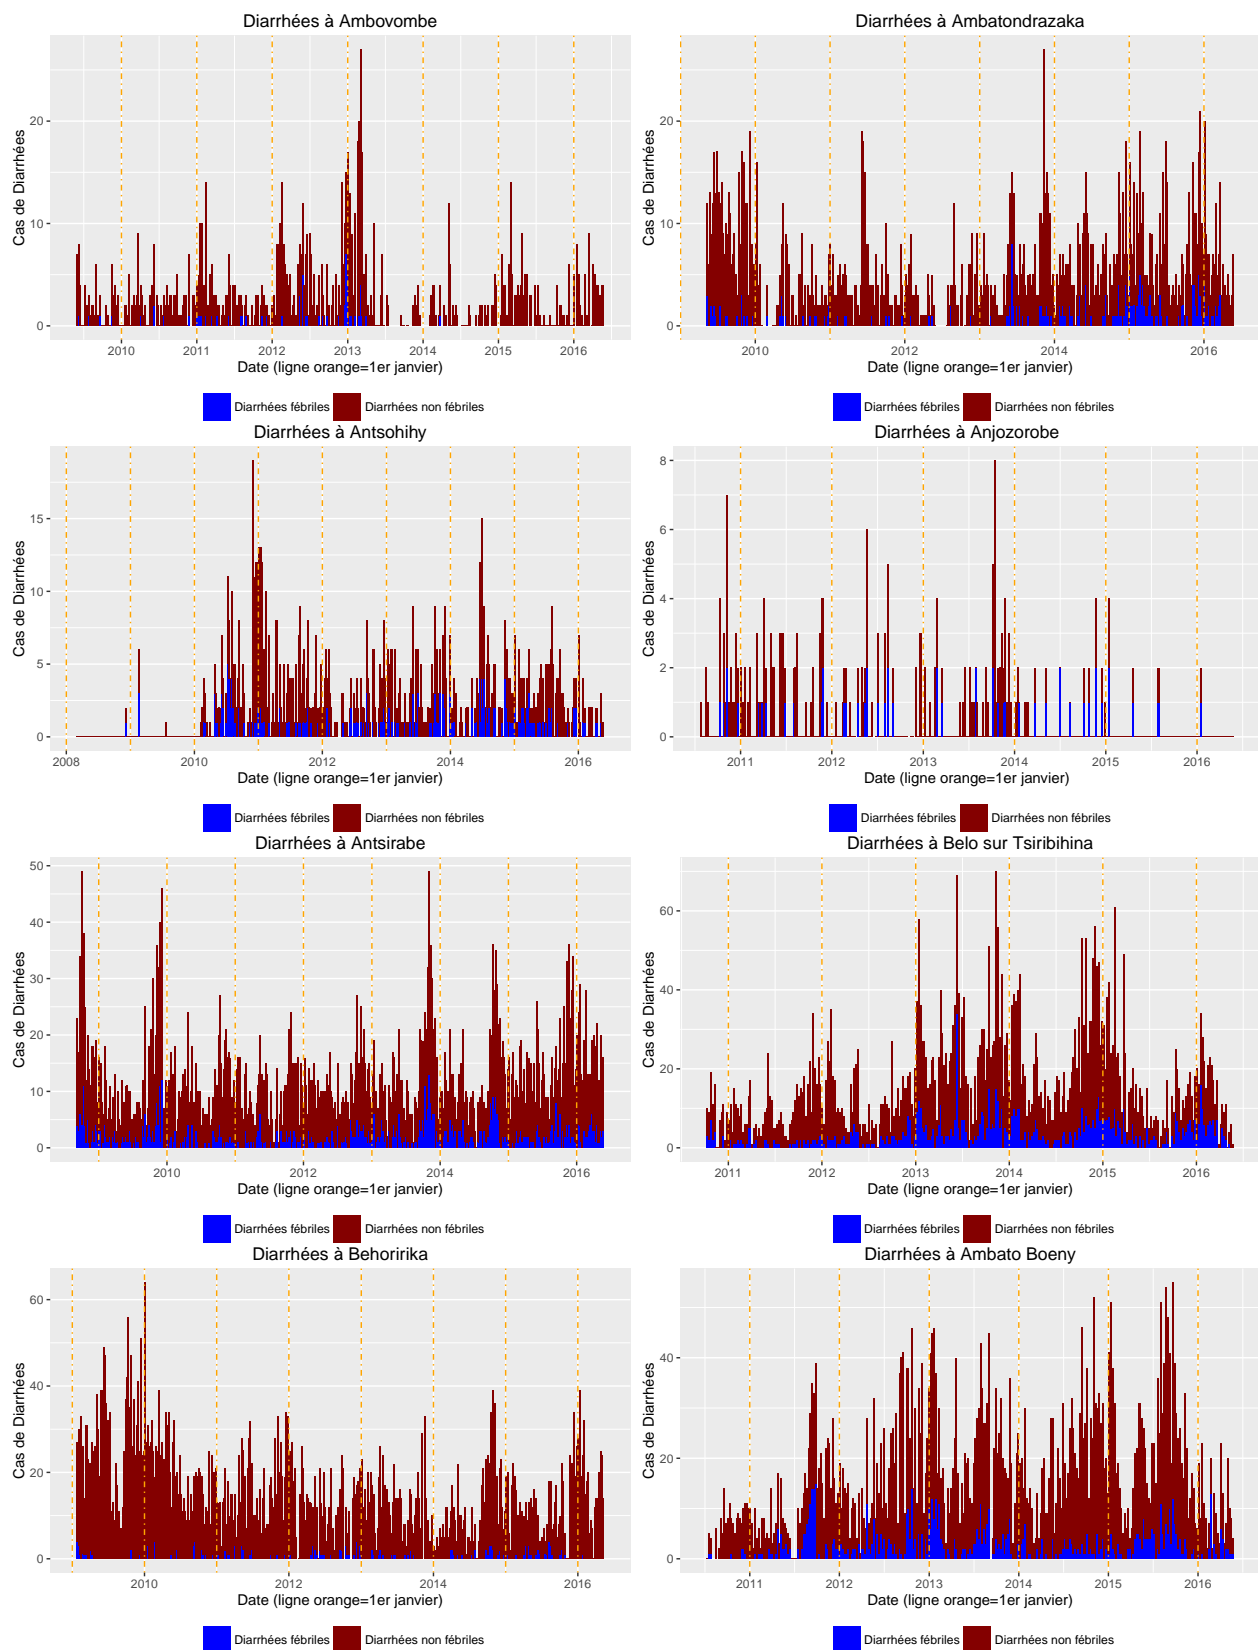 Diarrhées à Ambovombe
Cas de Diarrhées
20
10
0
2010 2011 2012 2013 2014 2015 2016
Date (ligne orange=1er janvier)
Diarrhées fébriles Diarrhées non fébriles
Diarrhées à Ambatondrazaka
Cas de Diarrhées
20
10
0
2010 2012 2014 2016
Date (ligne orange=1er janvier)
Diarrhées fébriles Diarrhées non fébriles
Diarrhées à Antsohihy
Cas de Diarrhées
15
10
5
0
2008 2010 2012 2014 2016
Date (ligne orange=1er janvier)
Diarrhées fébriles Diarrhées non fébriles
Diarrhées à Anjozorobe
Cas de Diarrhées
8
6
4
2
0
2011 2012 2013 2014 2015 2016
Date (ligne orange=1er janvier)
Diarrhées fébriles Diarrhées non fébriles
Diarrhées à Antsirabe
Cas de Diarrhées
50
40
30
20
10
0
2010 2012 2014 2016
Date (ligne orange=1er janvier)
Diarrhées fébriles Diarrhées non fébriles
Diarrhées à Belo sur Tsiribihina
Cas de Diarrhées
60
40
20
0
2011 2012 2013 2014 2015 2016
Date (ligne orange=1er janvier)
Diarrhées fébriles Diarrhées non fébriles
Diarrhées à Behoririka
Cas de Diarrhées
60
40
20
0
2010 2012 2014 2016
Date (ligne orange=1er janvier)
Diarrhées fébriles Diarrhées non fébriles
Diarrhées à Ambato Boeny
Cas de Diarrhées
40
20
0
2011 2012 2013 2014 2015 2016
Date (ligne orange=1er janvier)
Diarrhées fébriles Diarrhées non fébriles